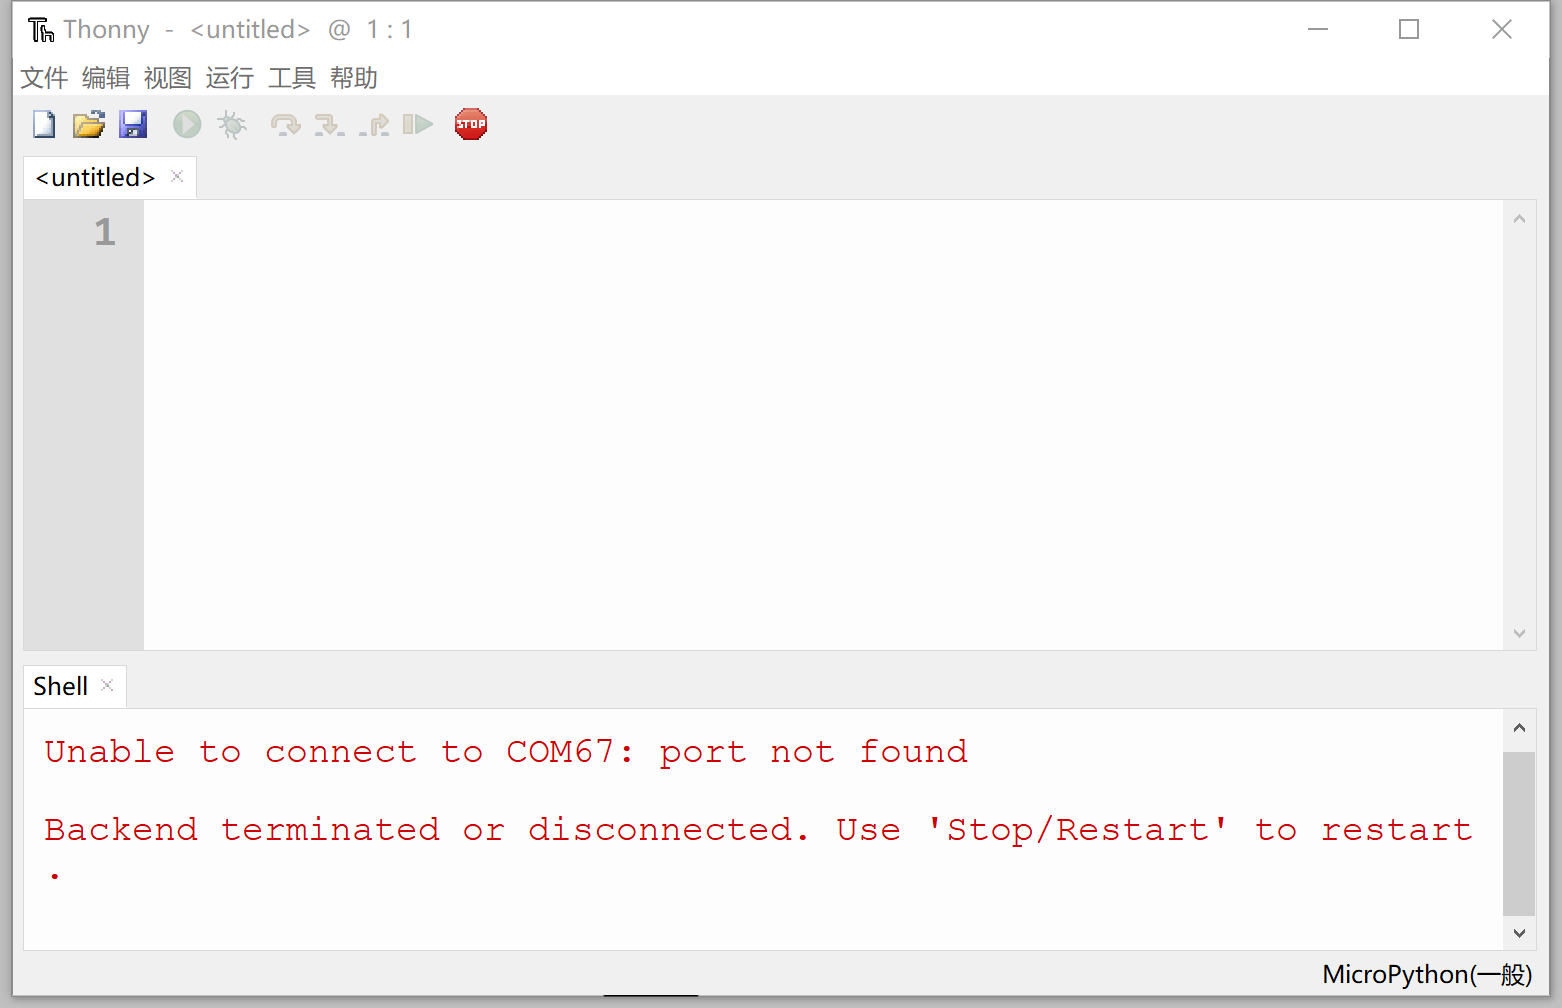 Thonny - <untitled> @ 1 : 1
文件 编辑 视图 运行 工具 帮助
STOP
<untitled>
1
Shell
Unable to connect to COM67: port not found
Backend terminated or disconnected. Use 'Stop/Restart' to restart
.
MicroPython(一般)